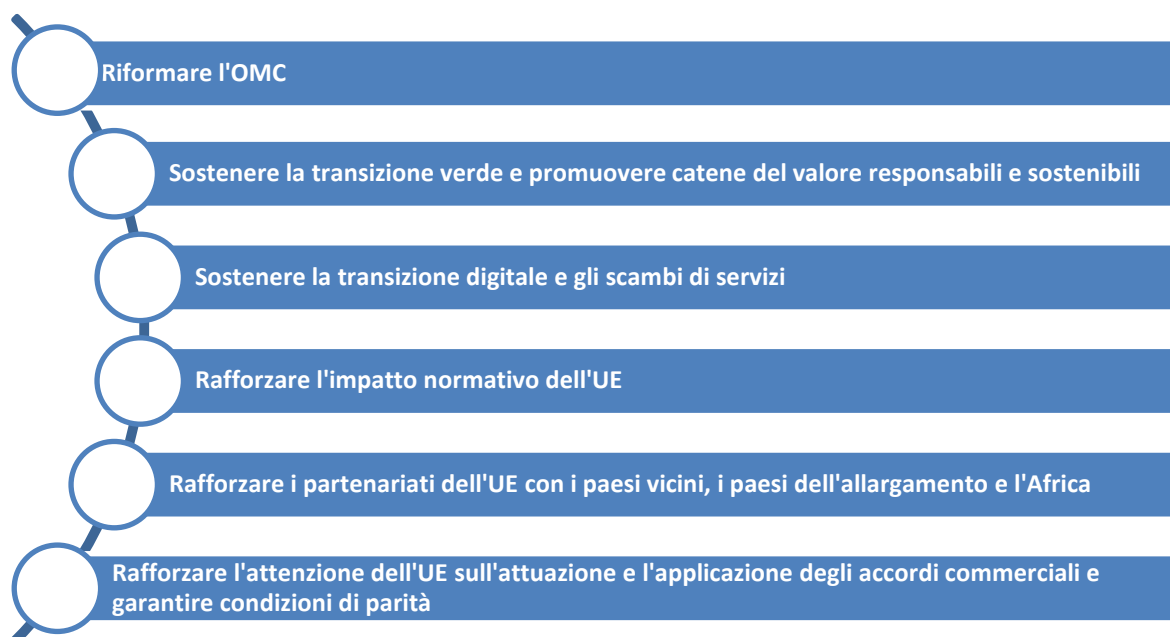 Riformare l'OMC
Sostenere la transizione verde e promuovere catene del valore responsabili e sostenibili
Sostenere la transizione digitale e gli scambi di servizi
Rafforzare l'impatto normativo dell'UE
Rafforzare i partenariati dell'UE con i paesi vicini, i paesi dell'allargamento e l'Africa
Rafforzare l'attenzione dell'UE sull'attuazione e l'applicazione degli accordi commerciali e
garantire condizioni di parità